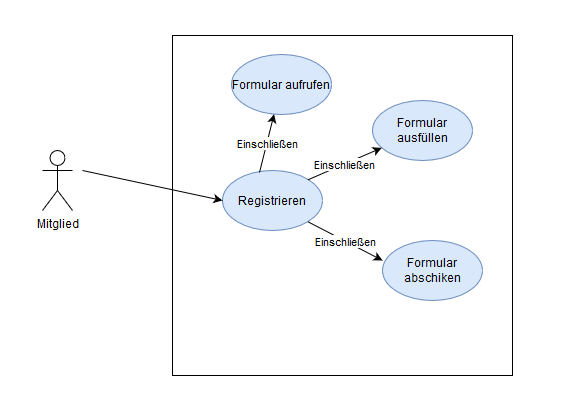 Formular aufrufen
Einschließen
Formular
ausfüllen
Einschließen
Registrieren
Mitglied
Einschließen
Formular
abschiken